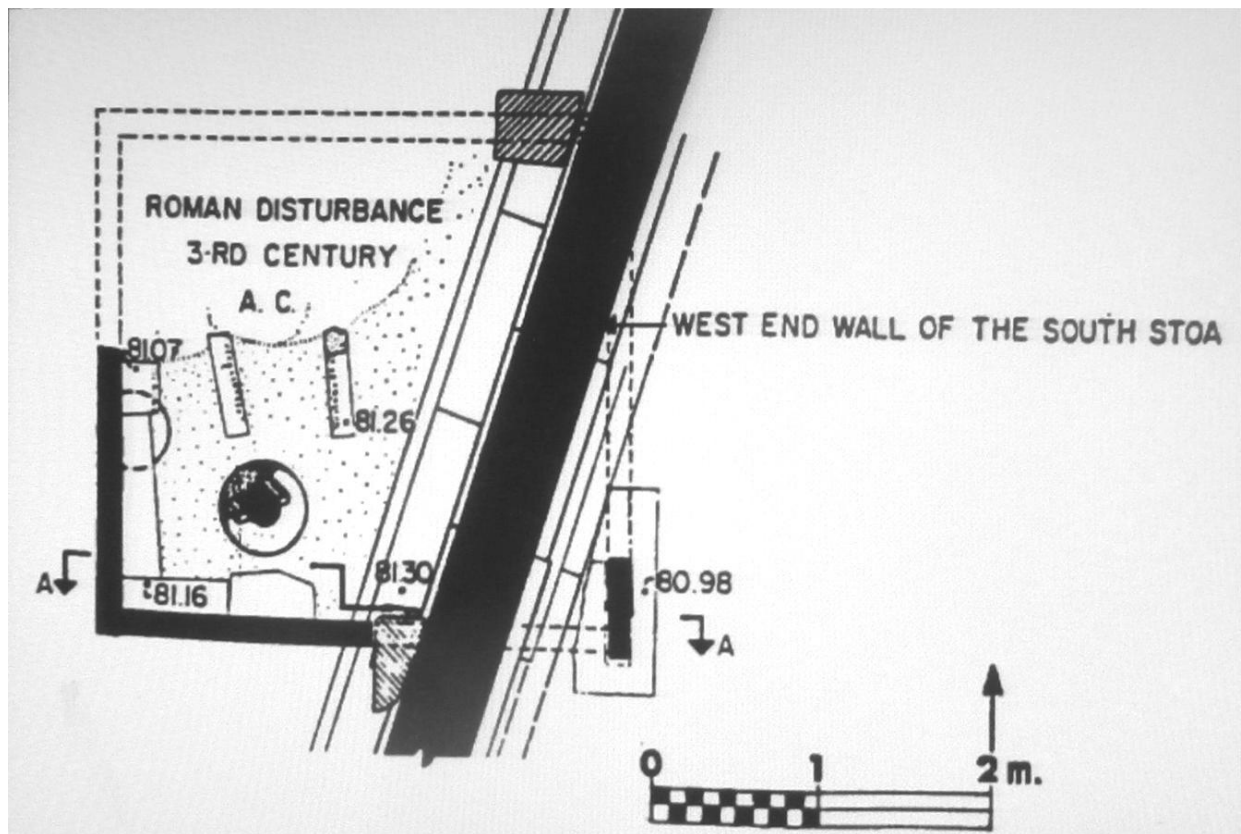 ROMAN DISTURBANCE
3-RD CENTURY
A. C.
WEST END WALL OF THE SOUTH STOA
81.07
81.26
A
81.30
81.16
80.98
A
0 1 2 m.